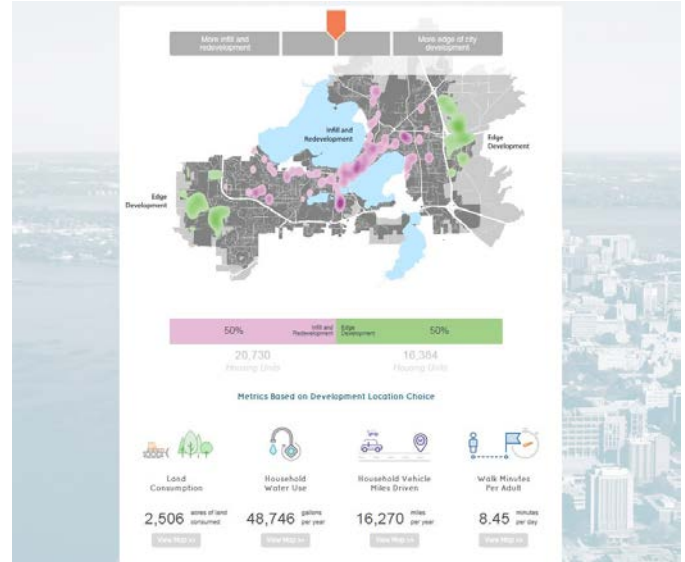 More infill and
redevelopment
More edge of city
development
Infill and
Redevelopment
Edge
Development
Edge
Development
50%
Infill and
Redevelopment
Edge
Development
50%
20,730
Housing Units
16,384
Housing Units
Metrics Based on Development Location Choice
Land
Consumption
Household
Water Use
Household Vehicle
Miles Driven
Walk Minutes
Per Adult
2,506 acres of land
consumed
48,746 gallons
per year
16,270 miles
per year
8.45 minutes
per day
View Map >>
View Map >>
View Map >>
View Map >>